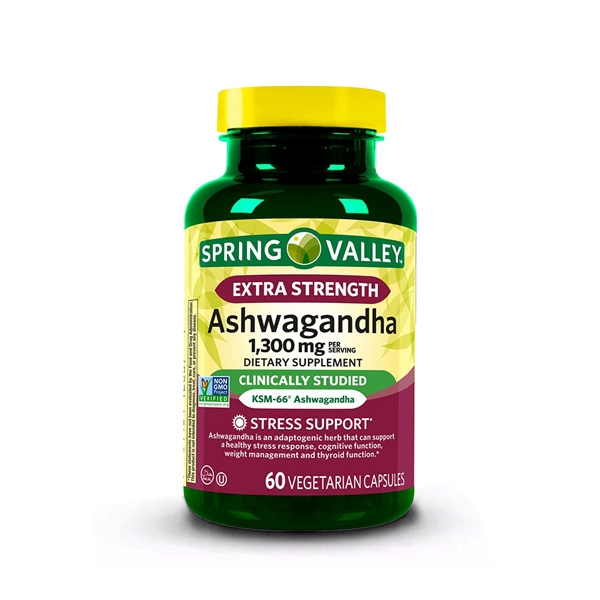 SPRING VALLEY™
EXTRA STRENGTH
Ashwagandha
1,300 mg PER SERVING
DIETARY SUPPLEMENT
CLINICALLY STUDIED
KSM-66® Ashwagandha
NON GMO Project
VERIFIED
STRESS SUPPORT*
Ashwagandha is an adaptogenic herb that can support
a healthy stress response, cognitive function,
weight management and thyroid function.*
60 VEGETARIAN CAPSULES
U